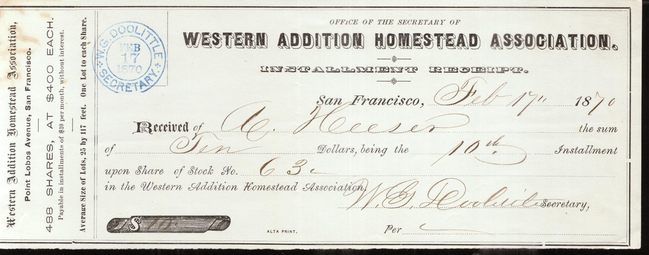 Western Addition Homestead Association,
Point Lobos Avenue, San Francisco.
488 SHARES, AT $400 EACH.
Payable in installments of $10 per month, without interest.
Average Size of Lots, 25 by 117 feet. One Lot to each Share.
W.G. DOOLITTLE
FEB
17
1870
SECRETARY.
OFFICE OF THE SECRETARY OF
WESTERN ADDITION HOMESTEAD ASSOCIATION.
INSTALLMENT RECEIPT.
San Francisco, Feb 17th 1870
Received of A. Heeser the sum
of Ten Dollars, being the 10th Installment
upon Share of Stock No. 63
in the Western Addition Homestead Association.
W. G. Doolittle Secretary,
Per
ALTA PRINT.